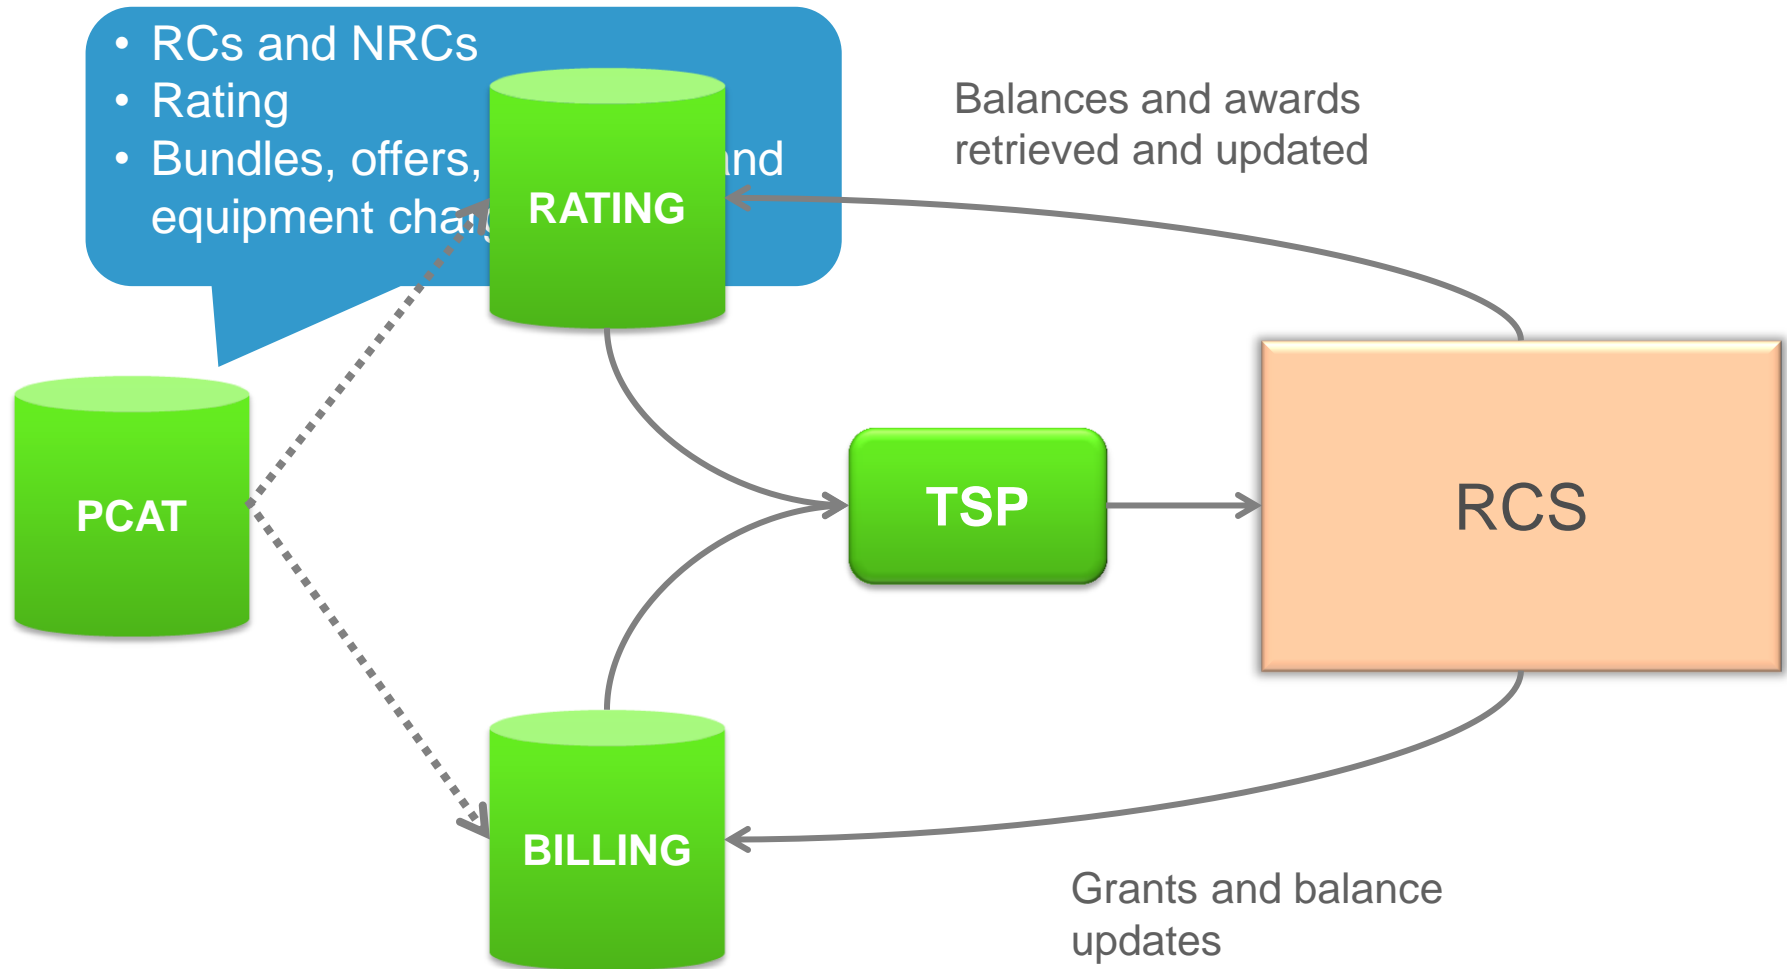 • RCs and NRCs
• Rating
• Bundles, offers, and
equipment
RATING
Balances and awards
retrieved and updated
PCAT
TSP
RCS
BILLING
Grants and balance
updates